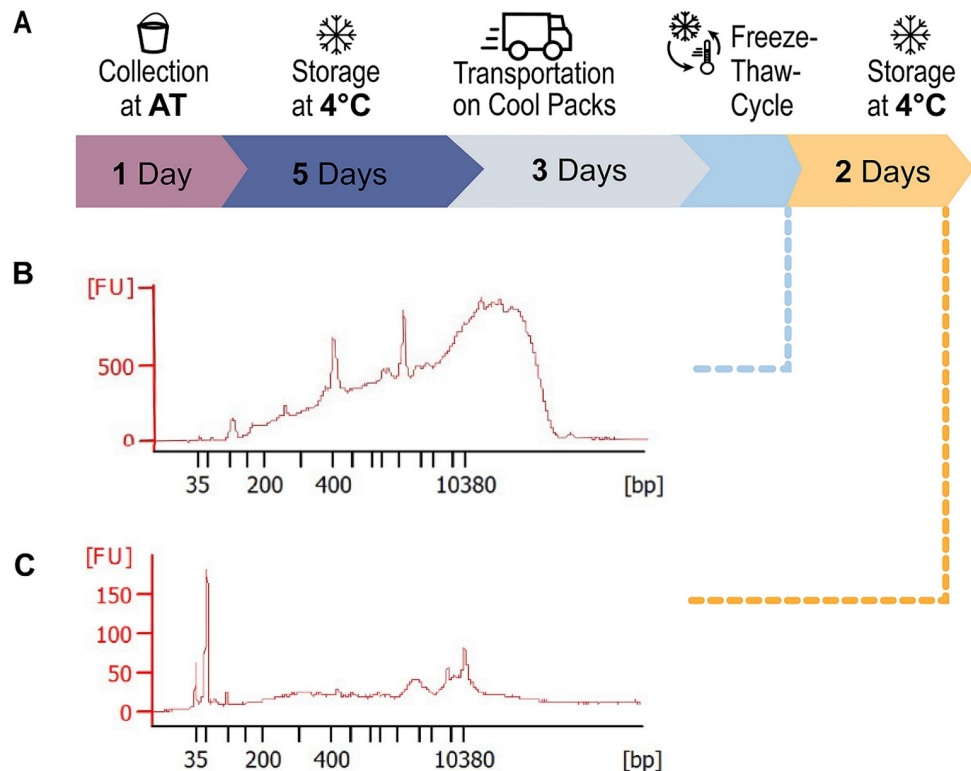 A
Collection
at AT
Storage
at 4°C
Transportation
on Cool Packs
Freeze-
Thaw-
Cycle
Storage
at 4°C
1 Day
5 Days
3 Days
2 Days
B
[FU]
500
0
35 200 400 10380 [bp]
C
[FU]
150
100
50
0
35 200 400 10380 [bp]